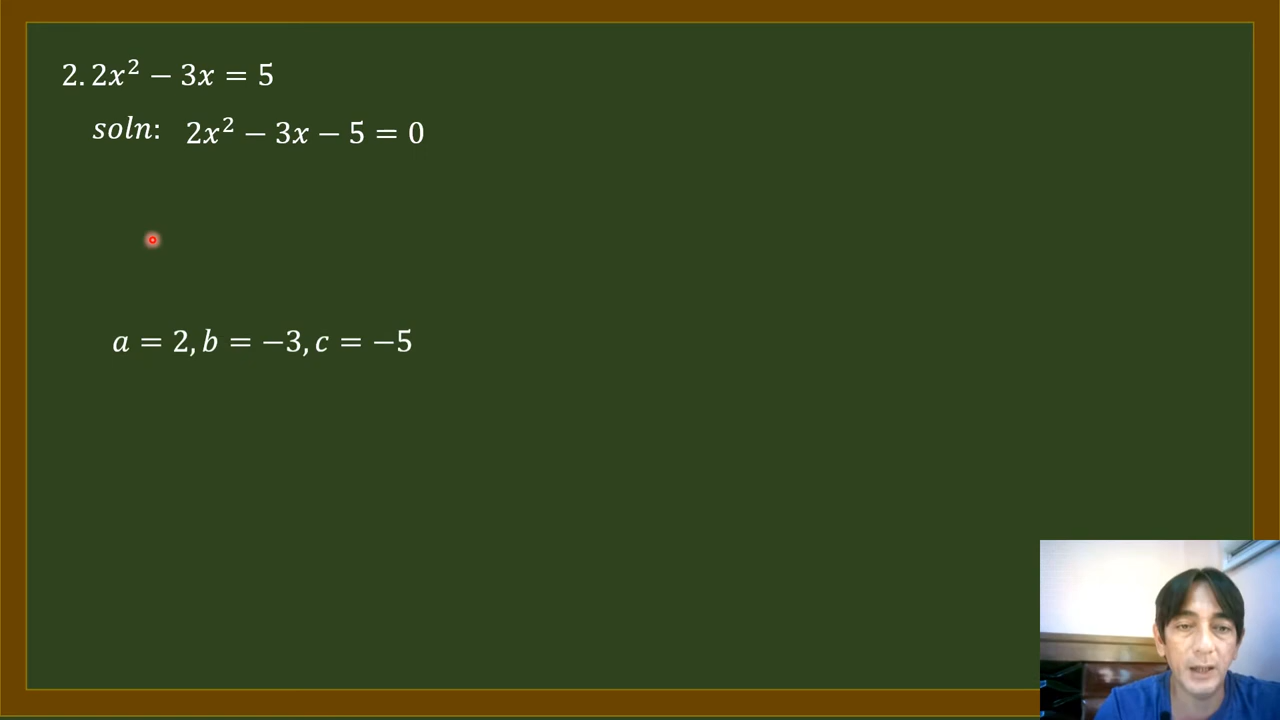 2. 2x² − 3x = 5
soln: 2x² − 3x − 5 = 0
a = 2, b = −3, c = −5